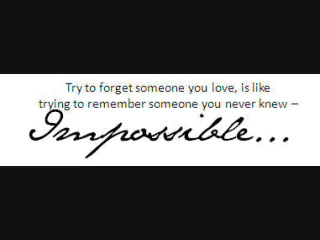 Try to forget someone you love, is like
trying to remember someone you never knew –
Impossible...